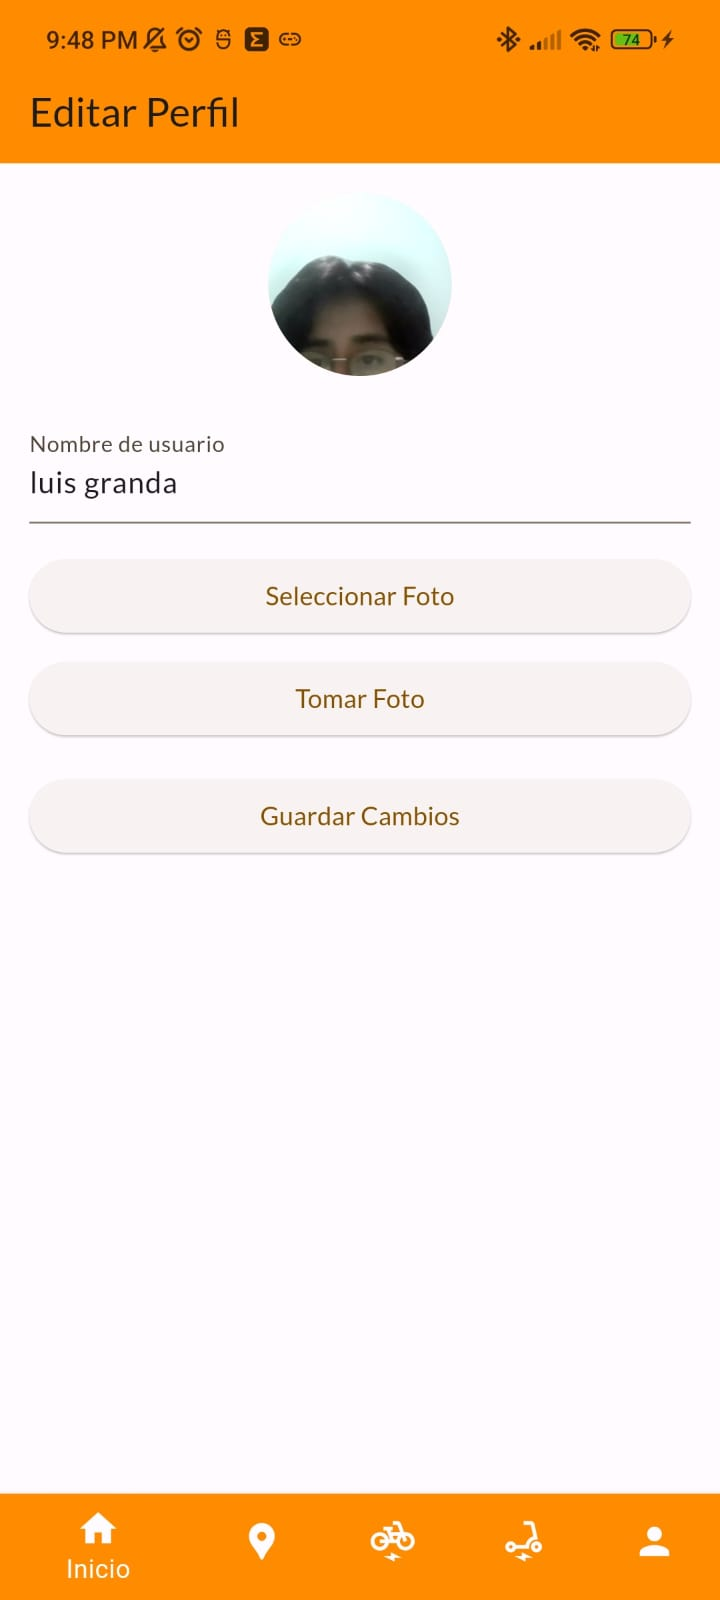 9:48 PM
74
Editar Perfil
Nombre de usuario
luis granda
Seleccionar Foto
Tomar Foto
Guardar Cambios
Inicio